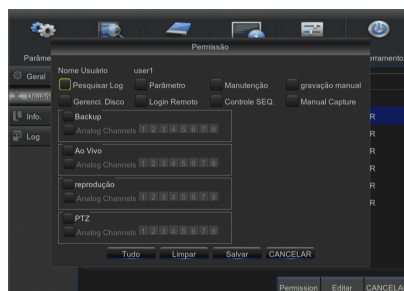 Permissão
Parâme
rramento
Nome Usuário user1
Geral
Pesquisar Log Parâmetro Manutenção gravação manual
Usuári
Gerenci. Disco Login Remoto Controle SEQ. Manual Capture
Info.
Backup
R
Log
Analog Channels 1 2 3 4 5 6 7 8
R
Ao Vivo
R
Analog Channels 1 2 3 4 5 6 7 8
R
reprodução
R
Analog Channels 1 2 3 4 5 6 7 8
R
PTZ
Analog Channels 1 2 3 4 5 6 7 8
Tudo Limpar Salvar CANCELAR
Permission Editar CANCELA